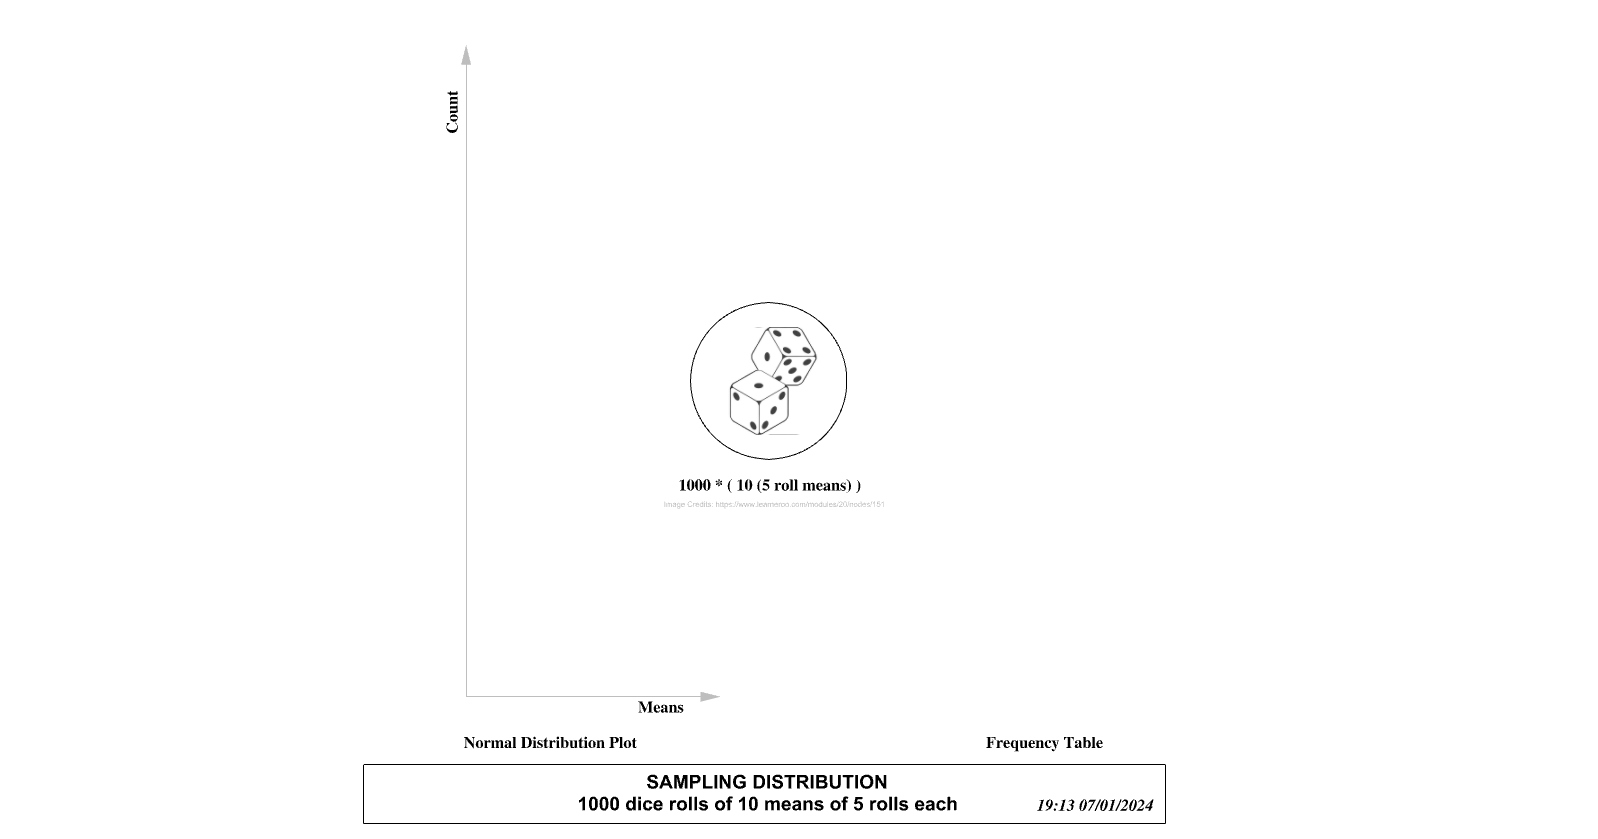 Count
1000 * ( 10 (5 roll means) )
Image Credits: https://www.learneroo.com/modules/20/nodes/151
Means
Normal Distribution Plot
Frequency Table
SAMPLING DISTRIBUTION
1000 dice rolls of 10 means of 5 rolls each
19:13 07/01/2024